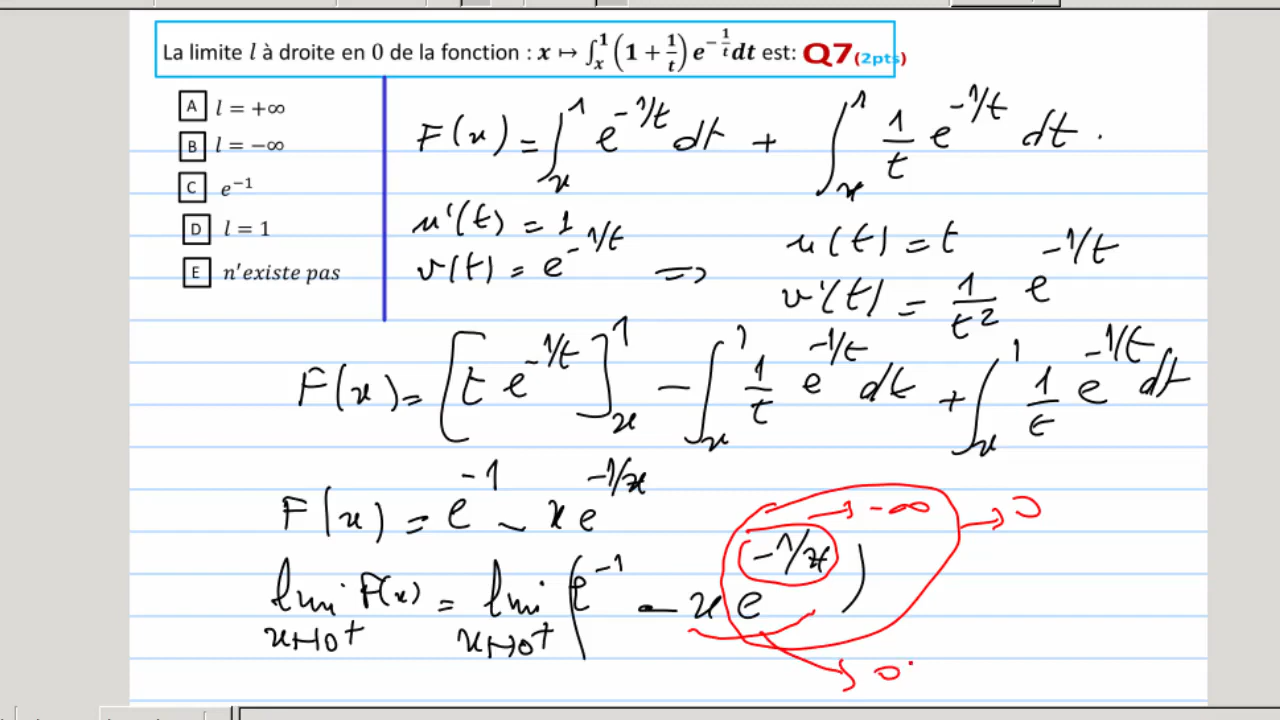 La limite l à droite en 0 de la fonction : x ↦ ∫ₓ¹ (1 + 1/t) e^{-1/t} dt est: Q7(2pts)
A l = +∞
B l = −∞
C e⁻¹
D l = 1
E n'existe pas
F(x) = ∫ₓ¹ e^{-1/t} dt + ∫ₓ¹ 1/t e^{-1/t} dt.
u'(t) = 1
v(t) = e^{-1/t} ⇒
u(t) = t
v'(t) = 1/t² e^{-1/t}
F(x) = [t e^{-1/t}]ₓ¹ − ∫ₓ¹ 1/t e^{-1/t} dt + ∫ₓ¹ 1/t e^{-1/t} dt
F(x) = e^{-1} − x e^{-1/x}
→ −∞ → 0
lim x→0⁺ F(x) = lim x→0⁺ (e^{-1} − x e^{-1/x})
→ 0